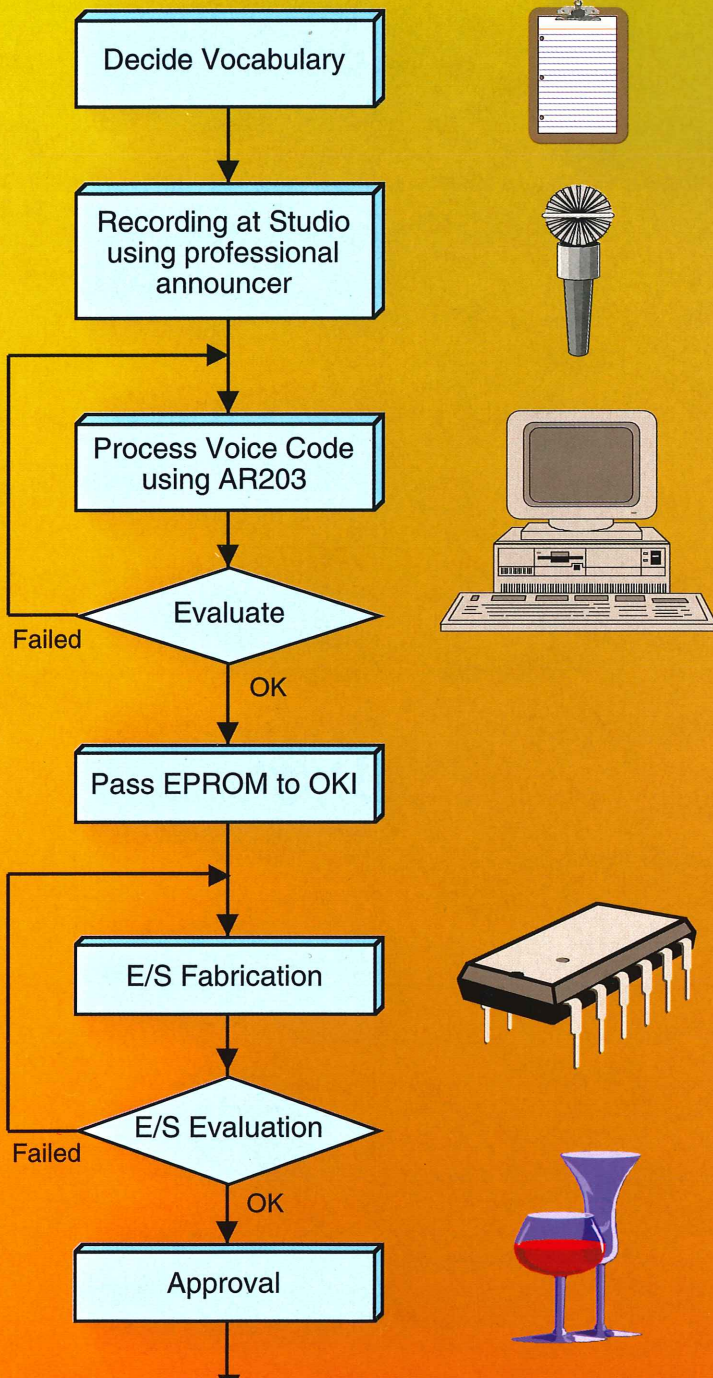 Decide Vocabulary
Recording at Studio
using professional
announcer
Process Voice Code
using AR203
Evaluate
Failed
OK
Pass EPROM to OKI
E/S Fabrication
E/S Evaluation
Failed
OK
Approval